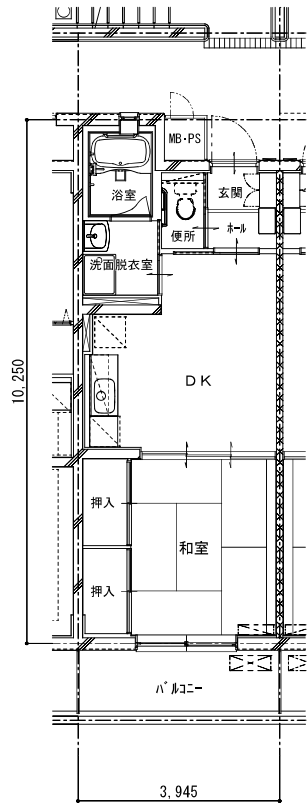 MB・PS
浴室
玄関
便所
ホール
洗面脱衣室
DK
10,250
押入
和室
押入
バルコニー
3,945